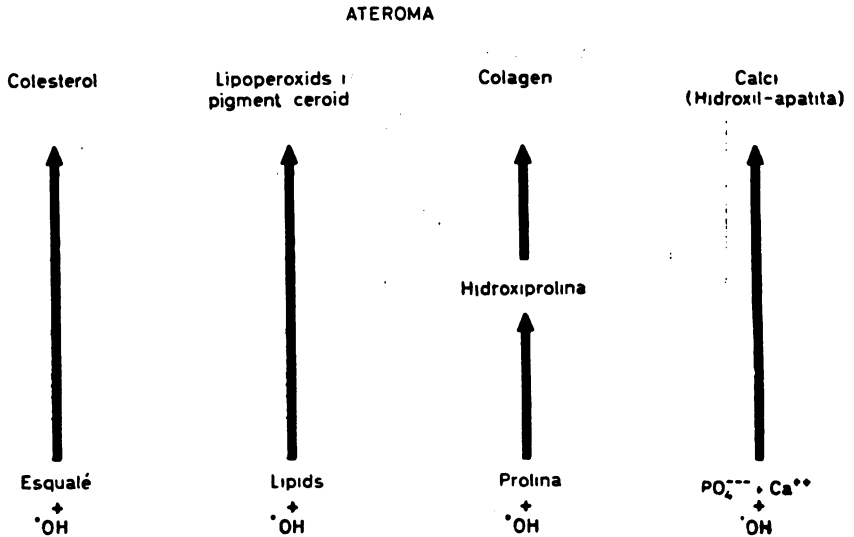 ATEROMA
Colesterol
Lipoperoxids i
pigment ceroid
Colagen
Calci
(Hidroxil-apatita)
Hidroxiprolina
Esqualé
+
˙OH
Lipids
+
˙OH
Prolina
+
˙OH
PO₄⁻⁻⁻ + Ca⁺⁺
+
˙OH